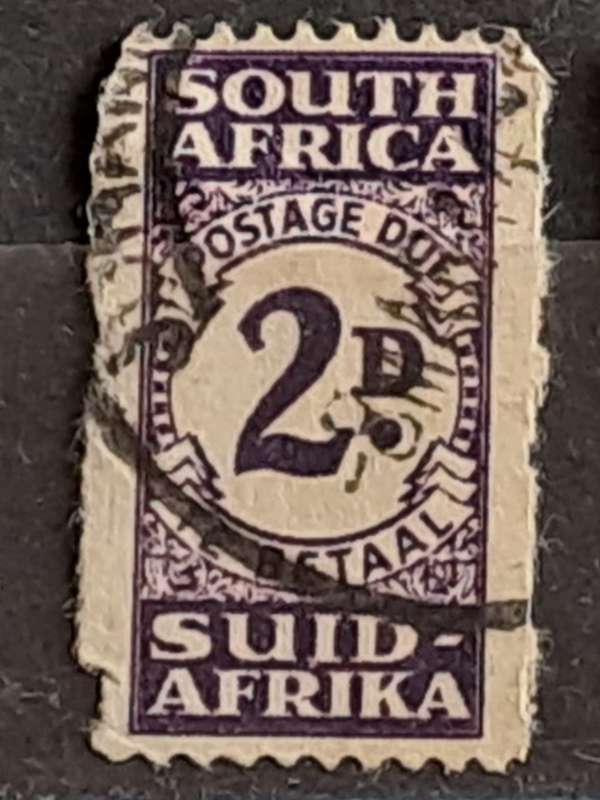 SOUTH
AFRICA
POSTAGE DUE
2D.
BETAAL
SUID-
AFRIKA